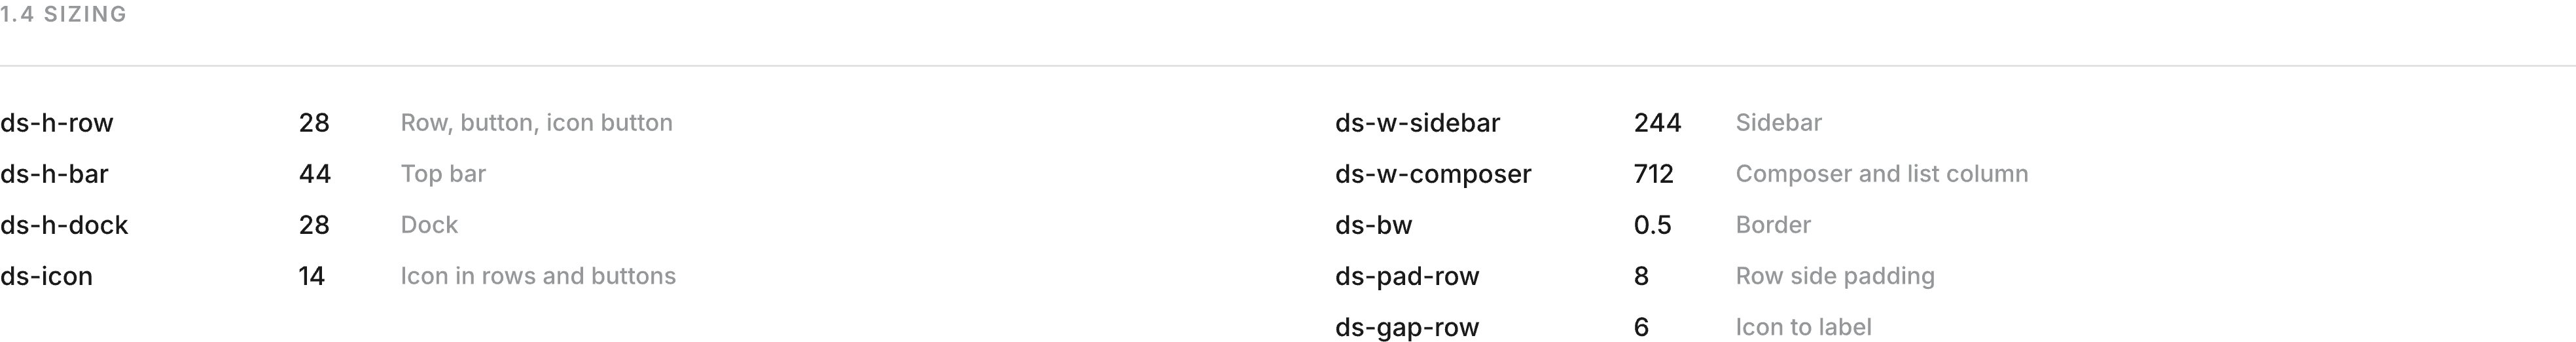 1.4 SIZING
ds-h-row 28 Row, button, icon button
ds-h-bar 44 Top bar
ds-h-dock 28 Dock
ds-icon 14 Icon in rows and buttons
ds-w-sidebar 244 Sidebar
ds-w-composer 712 Composer and list column
ds-bw 0.5 Border
ds-pad-row 8 Row side padding
ds-gap-row 6 Icon to label